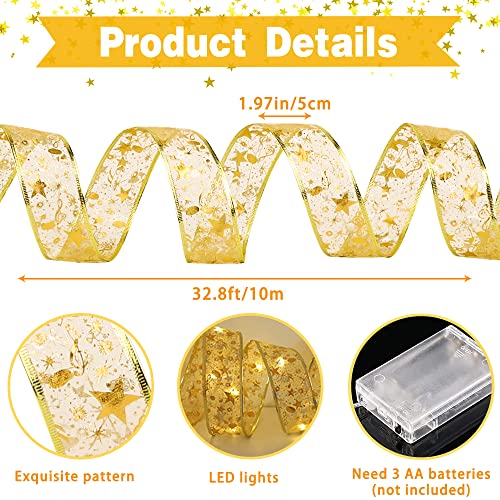 Product Details
1.97in/5cm
32.8ft/10m
Exquisite pattern
LED lights
Need 3 AA batteries
(not included)